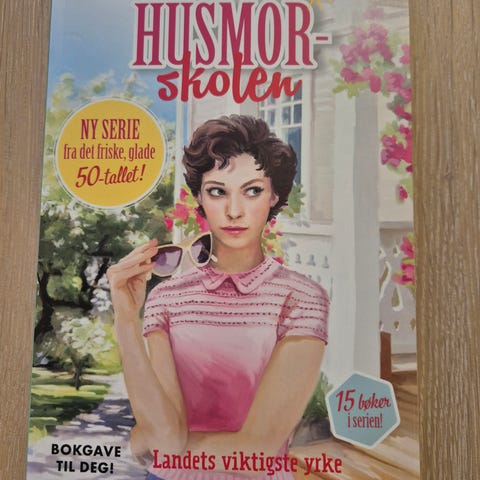 HUSMOR-
skolen
NY SERIE
fra det friske, glade
50-tallet!
15 bøker
i serien!
BOKGAVE
TIL DEG!
Landets viktigste yrke